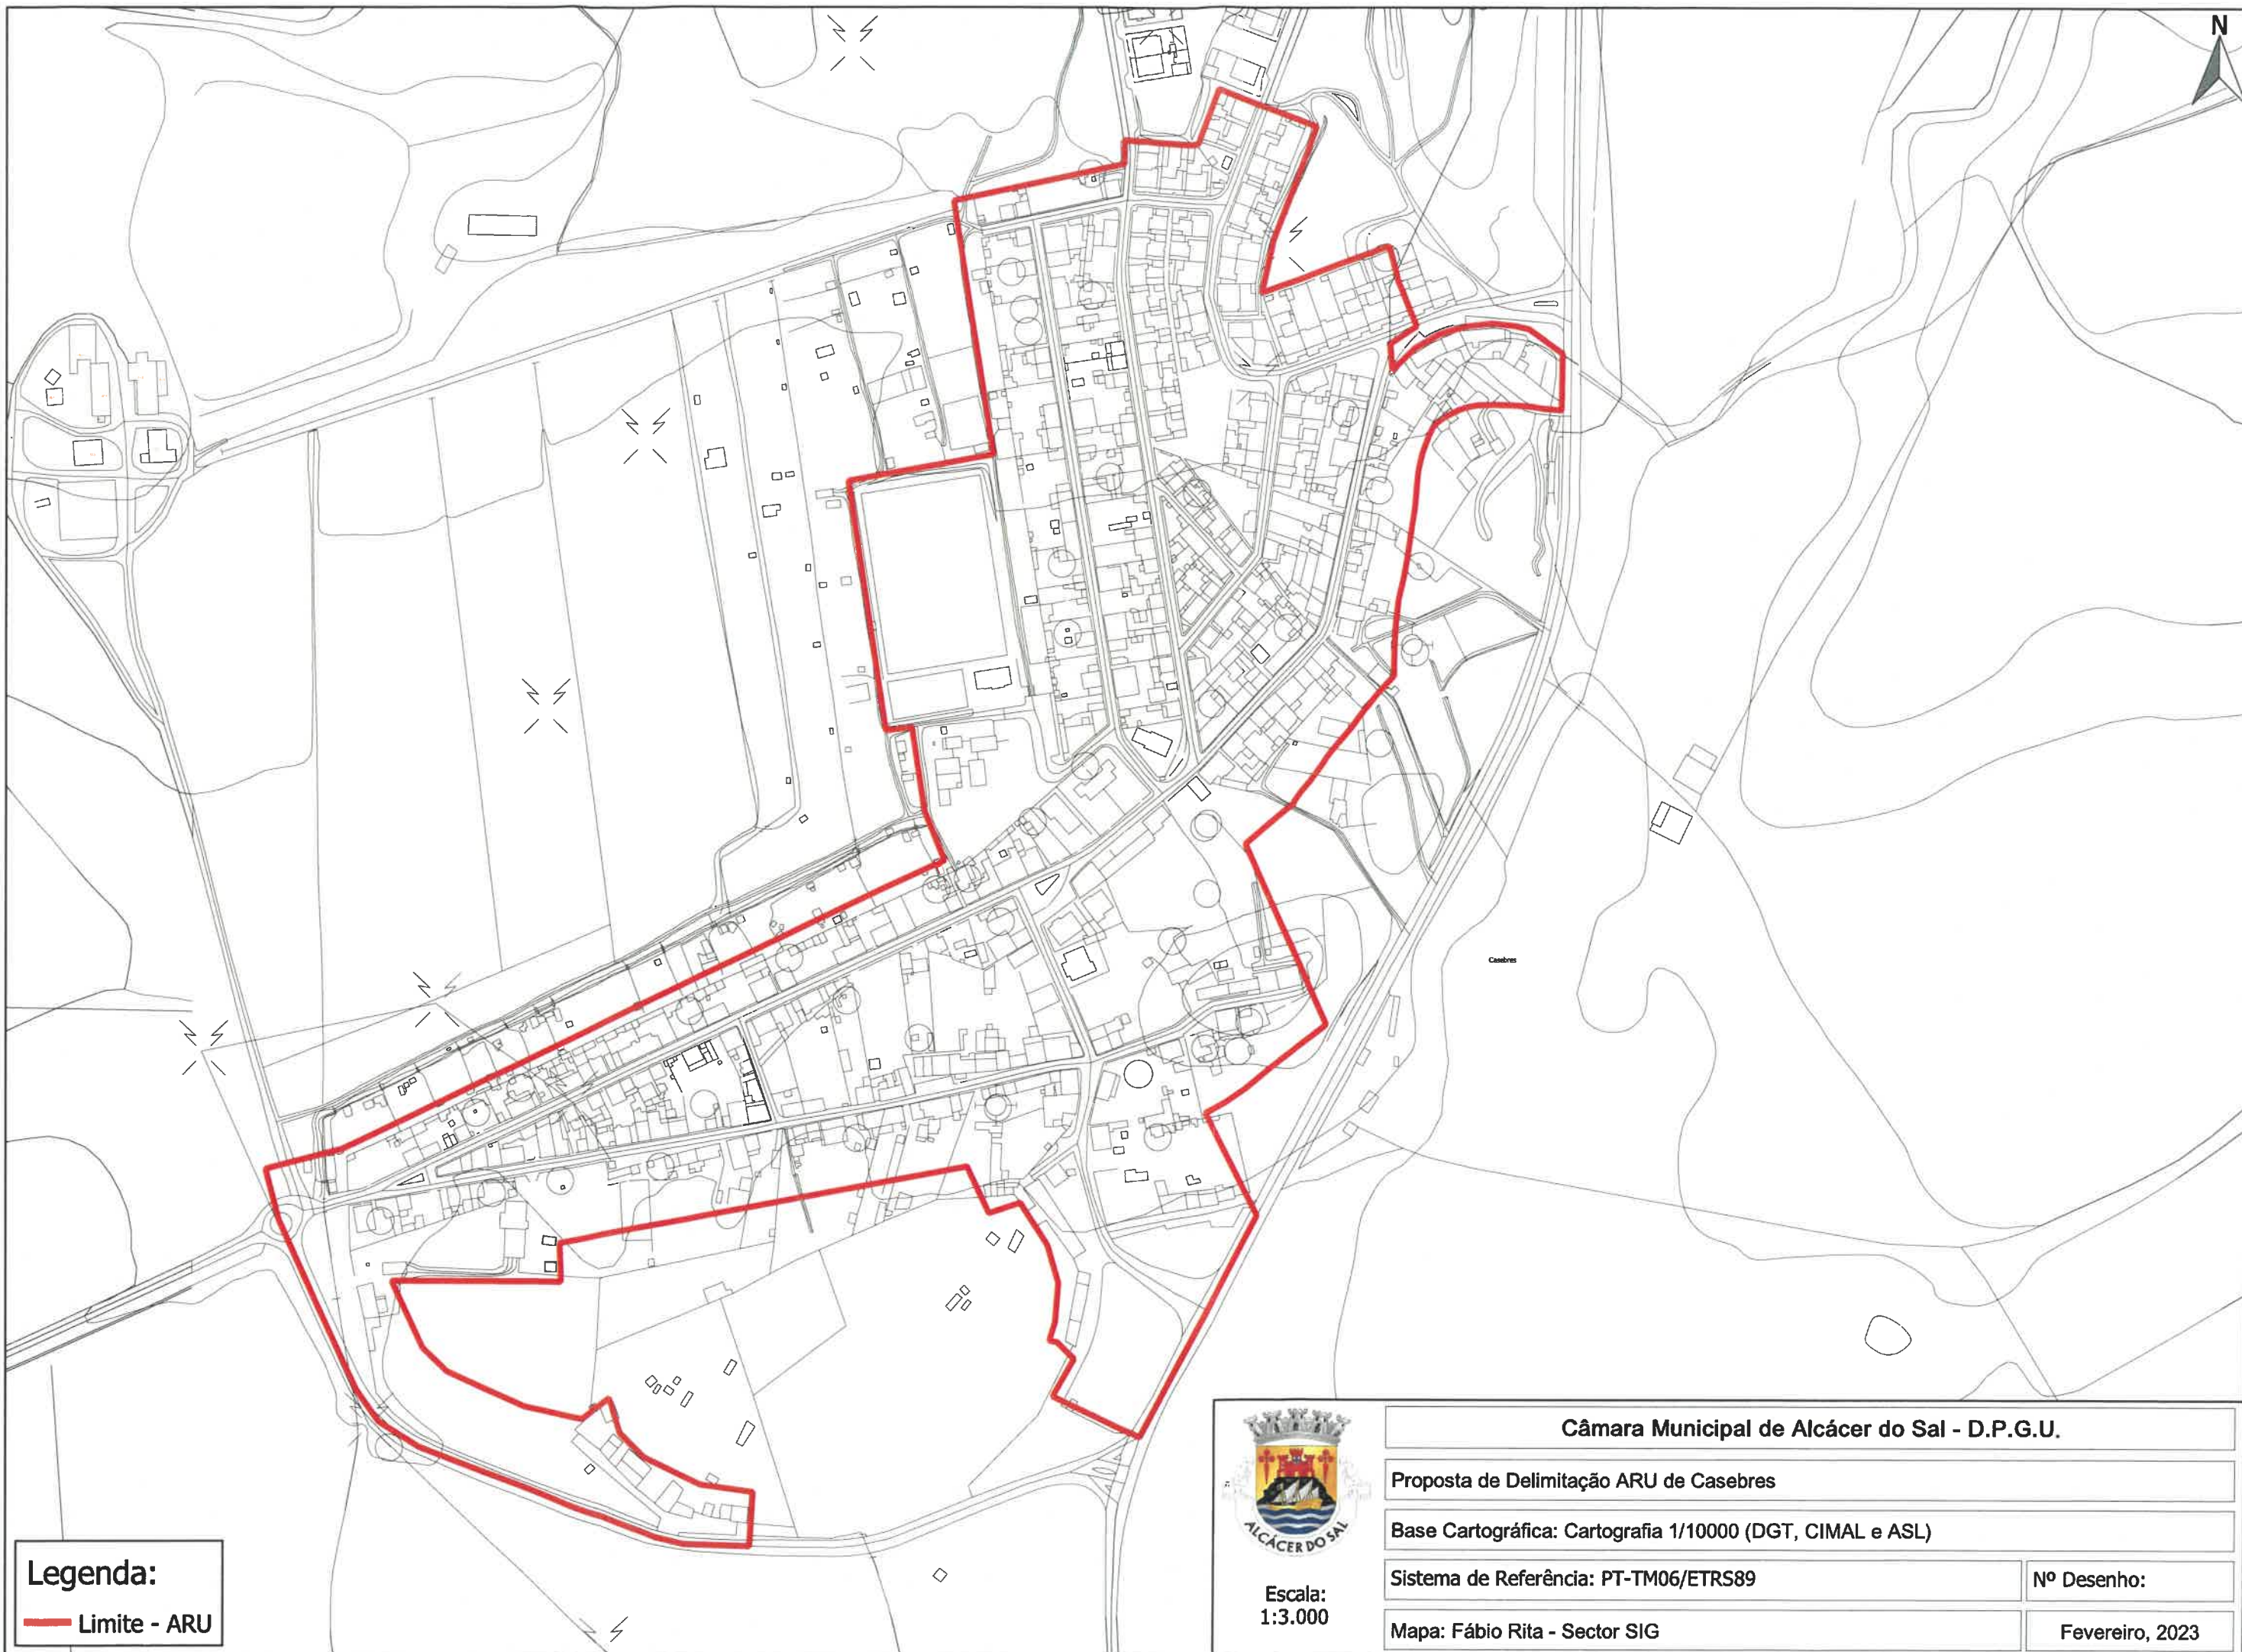 N
Casebres
Legenda:
Limite - ARU
ALCÁCER DO SAL
Escala:
1:3.000
Câmara Municipal de Alcácer do Sal - D.P.G.U.
Proposta de Delimitação ARU de Casebres
Base Cartográfica: Cartografia 1/10000 (DGT, CIMAL e ASL)
Sistema de Referência: PT-TM06/ETRS89
Nº Desenho:
Mapa: Fábio Rita - Sector SIG
Fevereiro, 2023